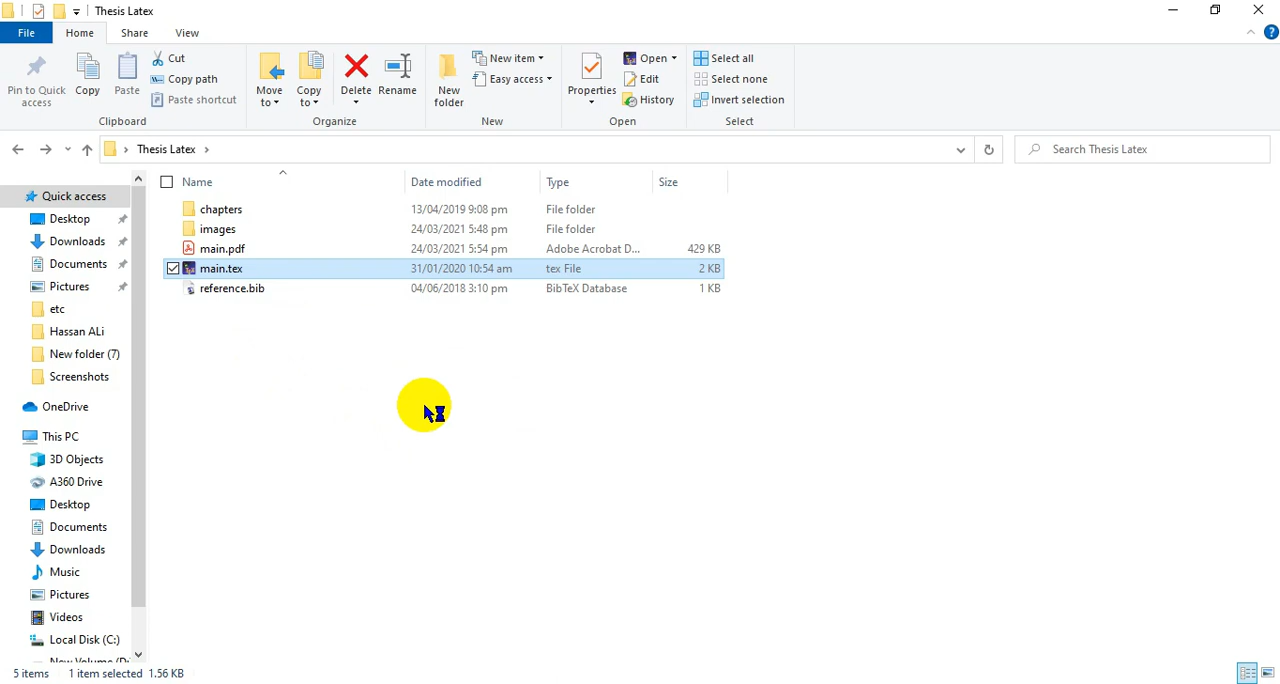 Thesis Latex
File Home Share View
Pin to Quick access
Copy
Paste
Cut
Copy path
Paste shortcut
Clipboard
Move to
Copy to
Delete
Rename
Organize
New folder
New item
Easy access
New
Properties
Open
Edit
History
Open
Select all
Select none
Invert selection
Select
Thesis Latex
Search Thesis Latex
Name Date modified Type Size
chapters 13/04/2019 9:08 pm File folder
images 24/03/2021 5:48 pm File folder
main.pdf 24/03/2021 5:54 pm Adobe Acrobat D... 429 KB
main.tex 31/01/2020 10:54 am tex File 2 KB
reference.bib 04/06/2018 3:10 pm BibTeX Database 1 KB
Quick access
Desktop
Downloads
Documents
Pictures
etc
Hassan ALi
New folder (7)
Screenshots
OneDrive
This PC
3D Objects
A360 Drive
Desktop
Documents
Downloads
Music
Pictures
Videos
Local Disk (C:)
New Volume (D:
5 items 1 item selected 1.56 KB